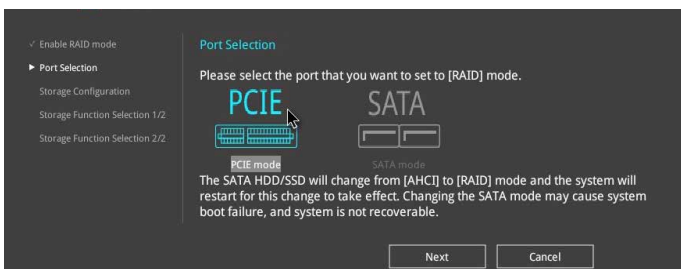 ✓ Enable RAID mode
▶ Port Selection
Storage Configuration
Storage Function Selection 1/2
Storage Function Selection 2/2
Port Selection
Please select the port that you want to set to [RAID] mode.
PCIE SATA
PCIE mode SATA mode
The SATA HDD/SSD will change from [AHCI] to [RAID] mode and the system will
restart for this change to take effect. Changing the SATA mode may cause system
boot failure, and system is not recoverable.
Next Cancel